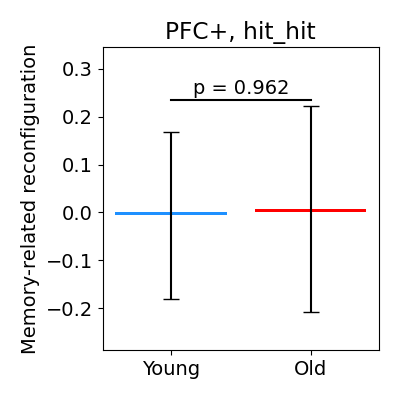 PFC+, hit_hit
Memory-related reconfiguration
0.3
0.2
0.1
0.0
−0.1
−0.2
p = 0.962
Young
Old